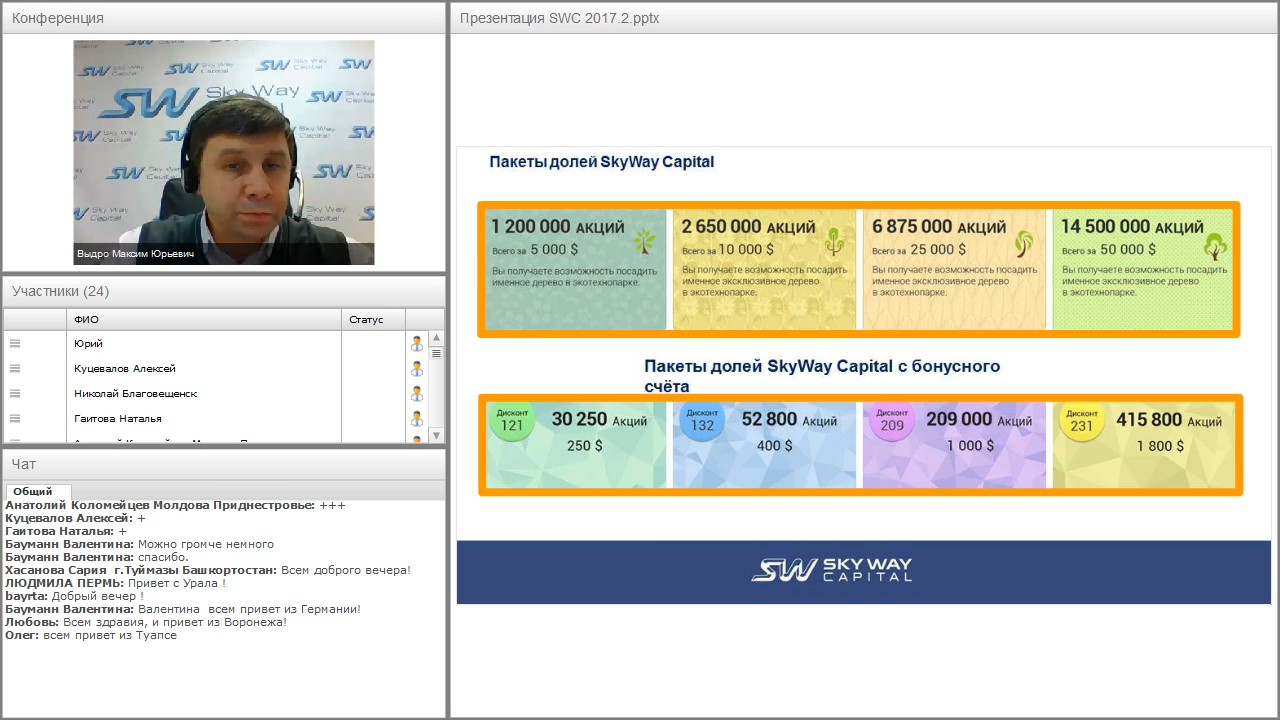 Конференция
SW Sky Way Capital
Выдро Максим Юрьевич
Участники (24)
ФИО
Статус
Юрий
Куцевалов Алексей
Николай Благовещенск
Гаитова Наталья
Чат
Общий
Анатолий Коломейцев Молдова Приднестровье: +++
Куцевалов Алексей: +
Гаитова Наталья: +
Бауманн Валентина: Можно громче немного
Бауманн Валентина: спасибо.
Хасанова Сария г.Туймазы Башкортостан: Всем доброго вечера!
ЛЮДМИЛА ПЕРМЬ: Привет с Урала !
bayrta: Добрый вечер !
Бауманн Валентина: Валентина всем привет из Германии!
Любовь: Всем здравия, и привет из Воронежа!
Олег: всем привет из Туапсе
Презентация SWC 2017.2.pptx
Пакеты долей SkyWay Capital
1 200 000 АКЦИЙ
Всего за 5 000 $
Вы получаете возможность посадить
именное дерево в экотехнопарке.
2 650 000 АКЦИЙ
Всего за 10 000 $
Вы получаете возможность посадить
именное эксклюзивное дерево
в экотехнопарке.
6 875 000 АКЦИЙ
Всего за 25 000 $
Вы получаете возможность посадить
именное эксклюзивное дерево
в экотехнопарке.
14 500 000 АКЦИЙ
Всего за 50 000 $
Вы получаете возможность посадить
именное эксклюзивное дерево
в экотехнопарке.
Пакеты долей SkyWay Capital с бонусного
счёта
Дисконт
121
30 250 Акций
250 $
Дисконт
132
52 800 Акций
400 $
Дисконт
209
209 000 Акций
1 000 $
Дисконт
231
415 800 Акций
1 800 $
SW SKY WAY
CAPITAL